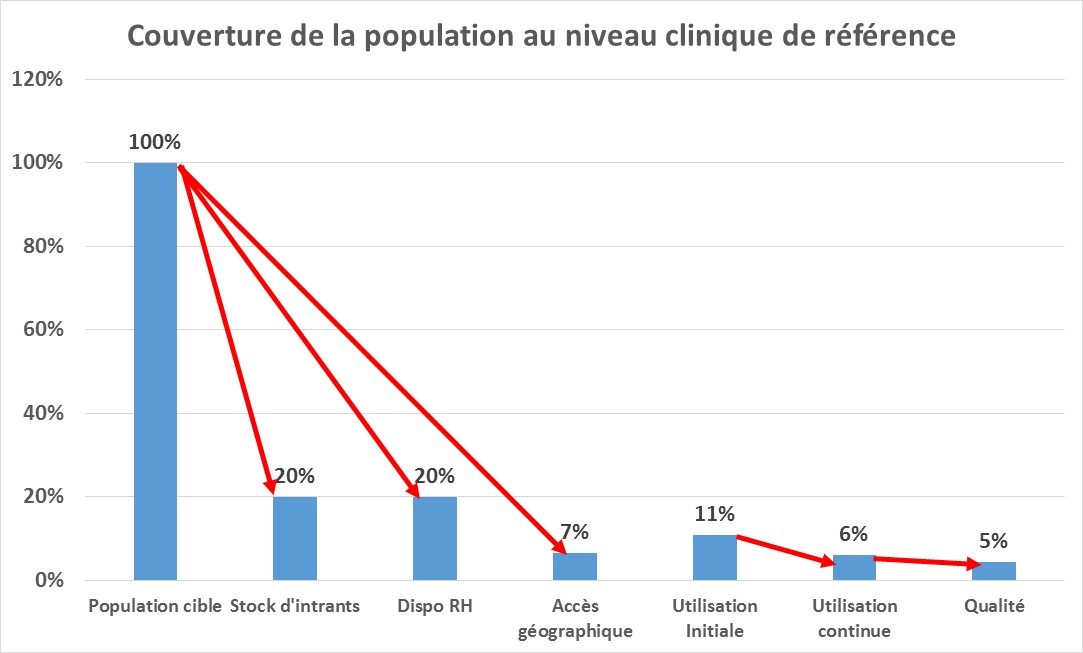 Couverture de la population au niveau clinique de référence
120%
100%
80%
60%
40%
20%
0%
100%
20%
20%
7%
11%
6%
5%
Population cible
Stock d'intrants
Dispo RH
Accès
géographique
Utilisation
Initiale
Utilisation
continue
Qualité